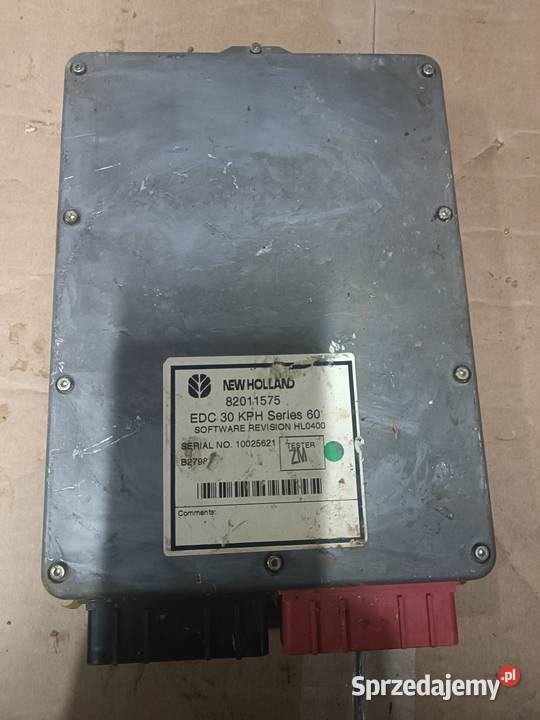 NEW HOLLAND
82011575
EDC 30 KPH Series 60
SOFTWARE REVISION HL0400
SERIAL NO. 10025621
TESTER
ZM
B2798
Comments:
Sprzedajemy.pl